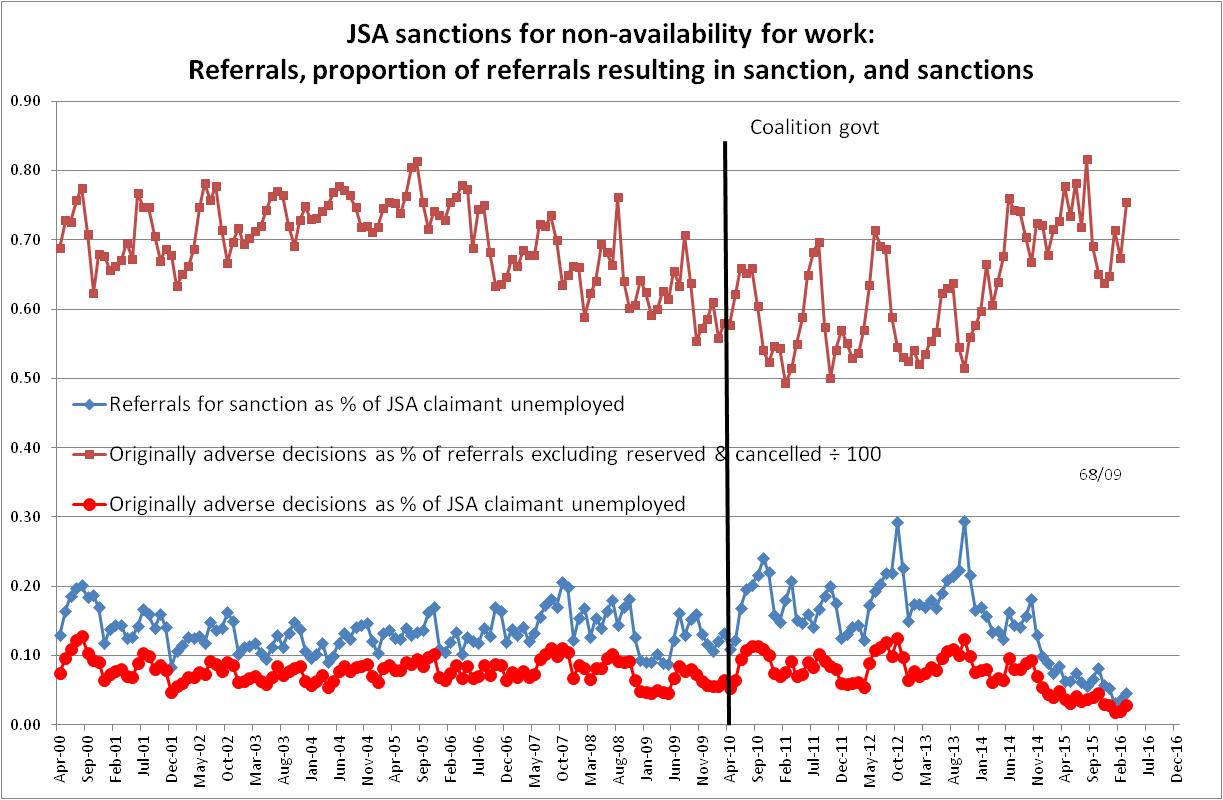 JSA sanctions for non-availability for work:
Referrals, proportion of referrals resulting in sanction, and sanctions
0.90
Coalition govt
0.80
0.70
0.60
0.50
Referrals for sanction as % of JSA claimant unemployed
0.40
Originally adverse decisions as % of referrals excluding reserved & cancelled ÷ 100
68/09
Originally adverse decisions as % of JSA claimant unemployed
0.30
0.20
0.10
0.00
Apr-00
Sep-00
Feb-01
Jul-01
Dec-01
May-02
Oct-02
Mar-03
Aug-03
Jan-04
Jun-04
Nov-04
Apr-05
Sep-05
Feb-06
Jul-06
Dec-06
May-07
Oct-07
Mar-08
Aug-08
Jan-09
Jun-09
Nov-09
Apr-10
Sep-10
Feb-11
Jul-11
Dec-11
May-12
Oct-12
Mar-13
Aug-13
Jan-14
Jun-14
Nov-14
Apr-15
Sep-15
Feb-16
Jul-16
Dec-16